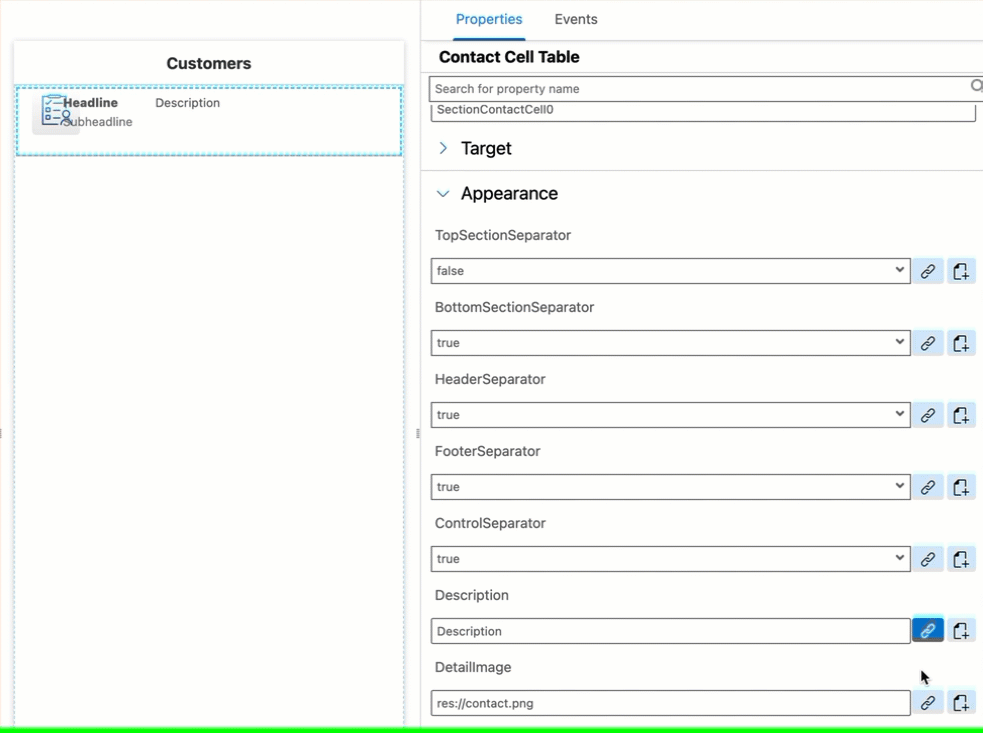 Properties Events
Customers
Contact Cell Table
Search for property name
SectionContactCell0
Headline Description
Subheadline
Target
Appearance
TopSectionSeparator
false
BottomSectionSeparator
true
HeaderSeparator
true
FooterSeparator
true
ControlSeparator
true
Description
Description
DetailImage
res://contact.png